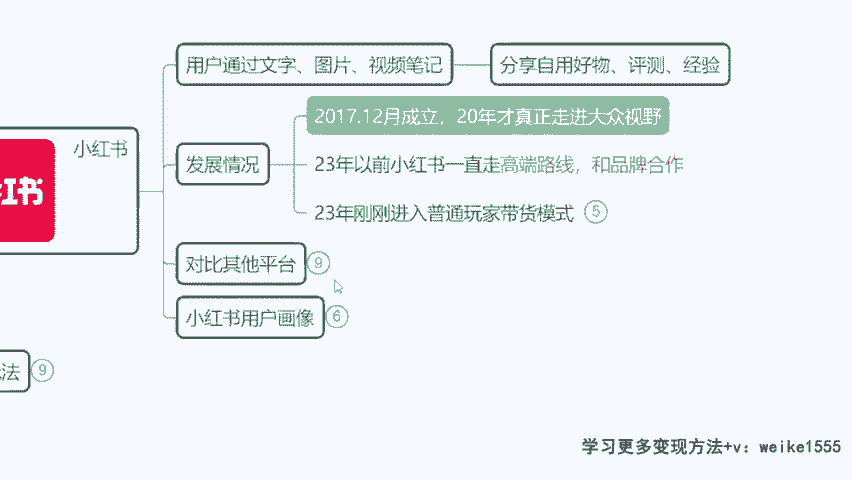 用户通过文字、图片、视频笔记
分享自用好物、评测、经验
2017.12月成立，20年才真正走进大众视野
小红书
红书
发展情况
23年以前小红书一直走高端路线，和品牌合作
23年刚刚进入普通玩家带货模式 5
对比其他平台 9
小红书用户画像 6
法 9
学习更多变现方法+v：weike1555